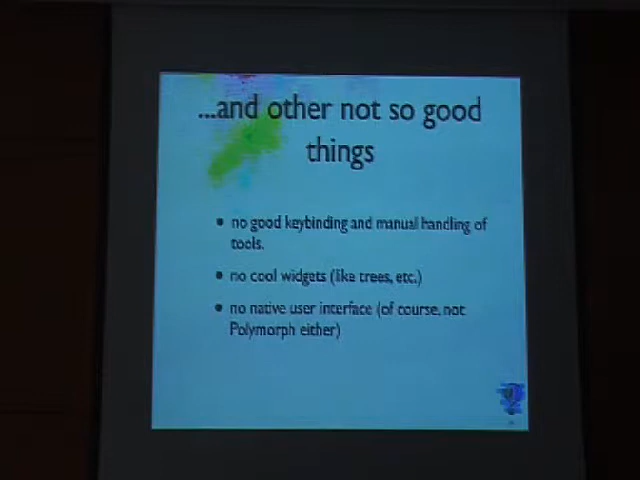 ...and other not so good
things
• no good keybinding and manual handling of
tools.
• no cool widgets (like trees, etc.)
• no native user interface (of course, not
Polymorph either)